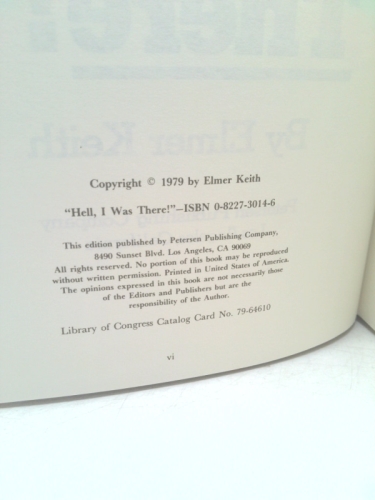 Copyright © 1979 by Elmer Keith
"Hell, I Was There!"—ISBN 0-8227-3014-6
This edition published by Petersen Publishing Company,
8490 Sunset Blvd. Los Angeles, CA 90069
All rights reserved. No portion of this book may be reproduced
without written permission. Printed in United States of America.
The opinions expressed in this book are not necessarily those
of the Editors and Publishers but are the
responsibility of the Author.
Library of Congress Catalog Card No. 79-64610
vi